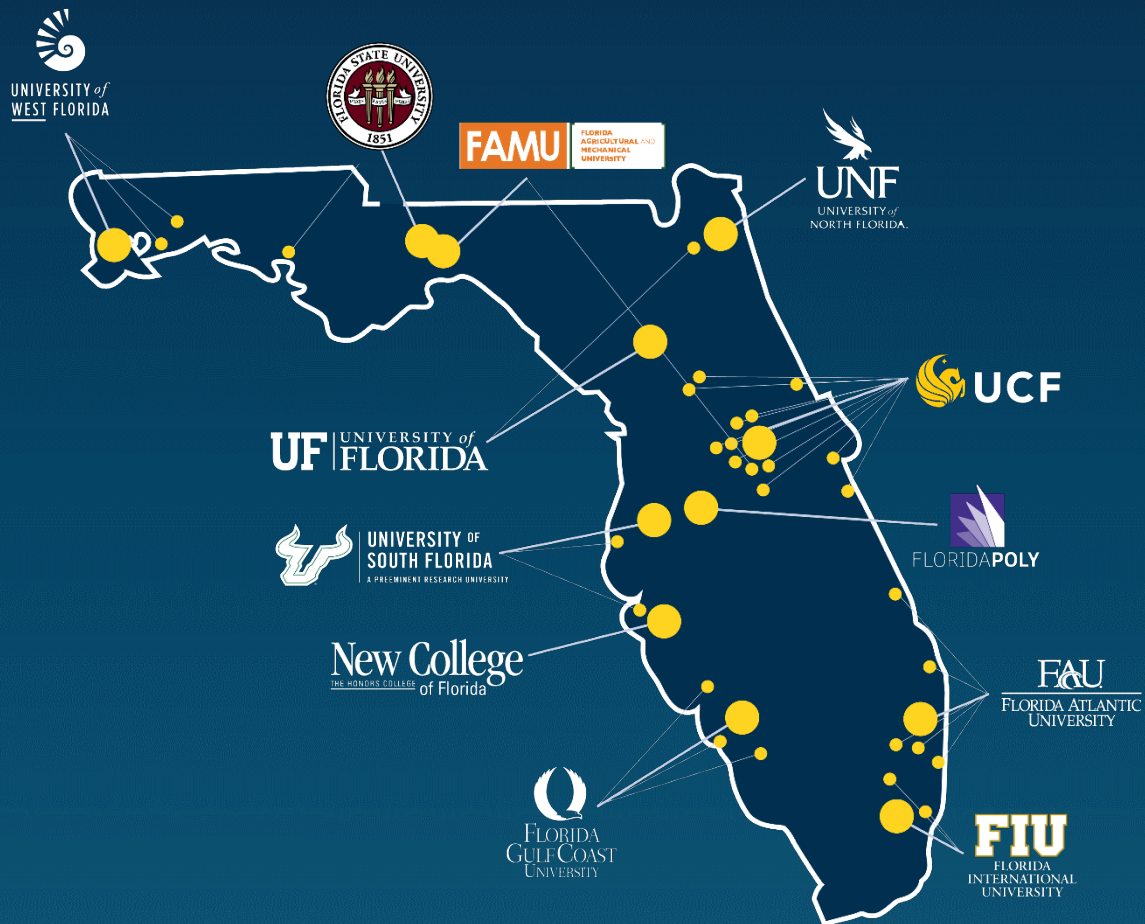 UNIVERSITY of
WEST FLORIDA
FLORIDA STATE UNIVERSITY
1851
FAMU
FLORIDA
AGRICULTURAL AND
MECHANICAL
UNIVERSITY
UNF
UNIVERSITY of
NORTH FLORIDA.
UCF
UF
UNIVERSITY of
FLORIDA
UNIVERSITY OF
SOUTH FLORIDA
A PREEMINENT RESEARCH UNIVERSITY
FLORIDAPOLY
New College
THE HONORS COLLEGE of Florida
FAU
FLORIDA ATLANTIC
UNIVERSITY
FLORIDA
GULF COAST
UNIVERSITY
FIU
FLORIDA
INTERNATIONAL
UNIVERSITY